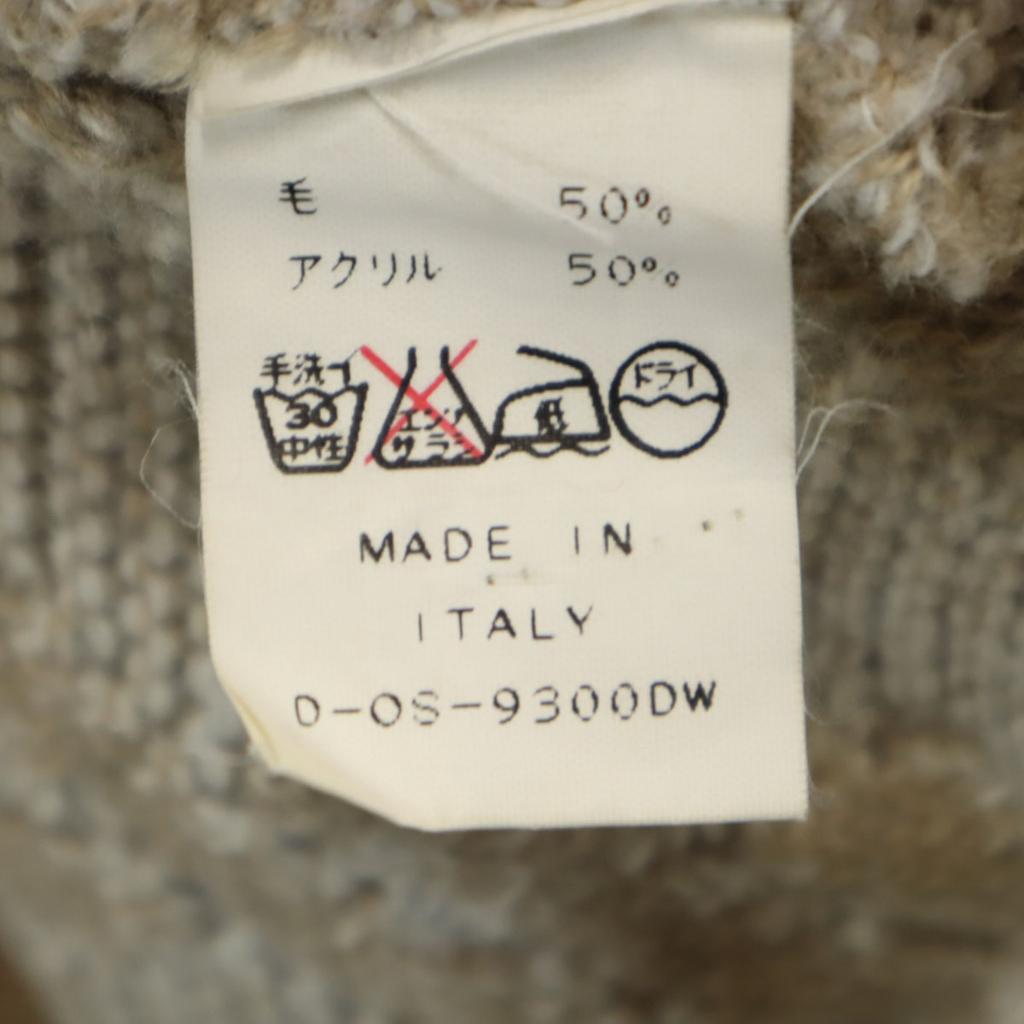 毛 50%
アクリル 50%
手洗イ
30
中性
エンソ
サラシ
低
ドライ
MADE IN
ITALY
D-OS-9300DW